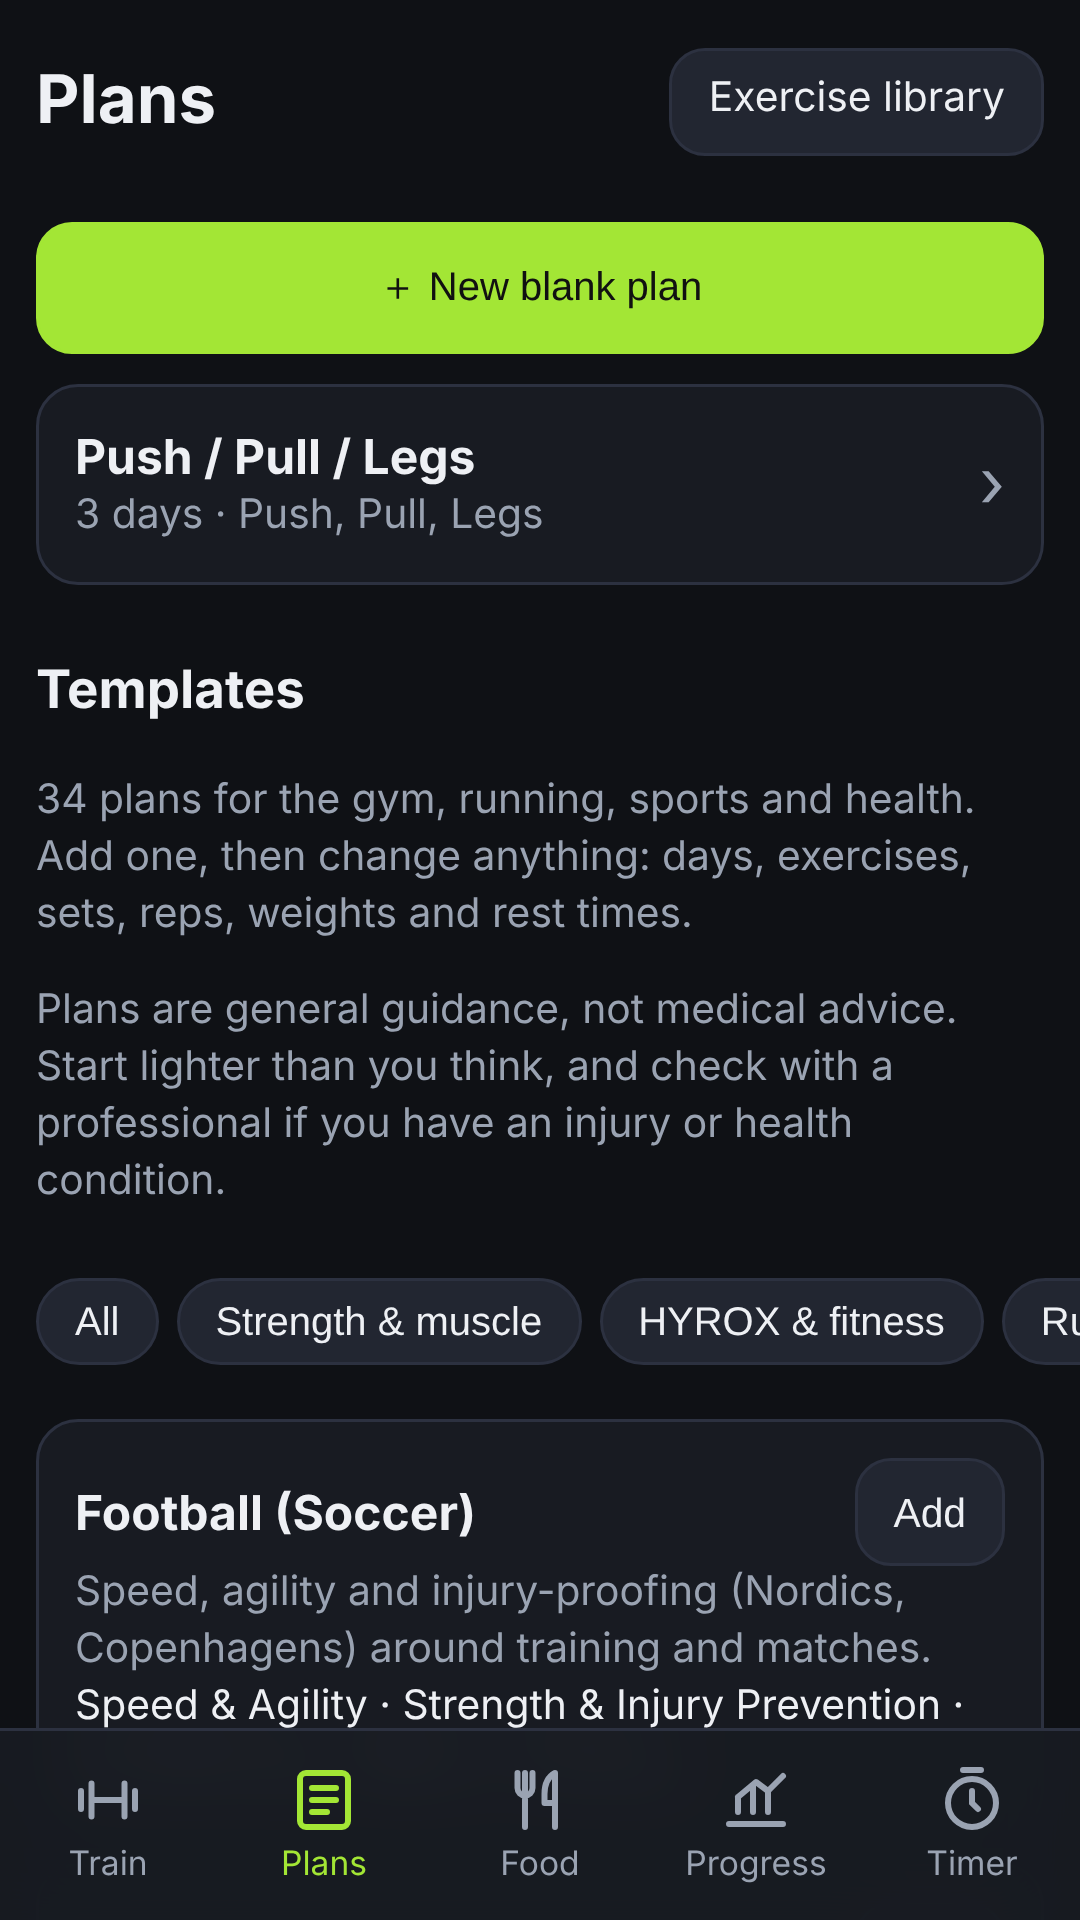 Plans
Exercise library
+ New blank plan
Push / Pull / Legs
3 days · Push, Pull, Legs
Templates
34 plans for the gym, running, sports and health.
Add one, then change anything: days, exercises,
sets, reps, weights and rest times.
Plans are general guidance, not medical advice.
Start lighter than you think, and check with a
professional if you have an injury or health
condition.
All
Strength & muscle
HYROX & fitness
Football (Soccer)
Add
Speed, agility and injury-proofing (Nordics,
Copenhagens) around training and matches.
Speed & Agility · Strength & Injury Prevention ·
Train
Plans
Food
Progress
Timer